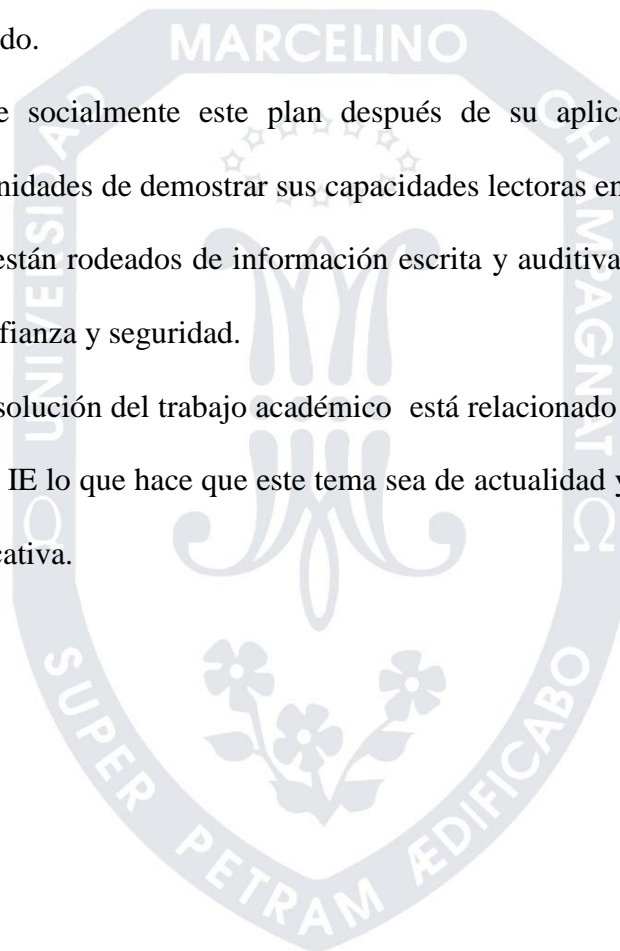 do.
MARCELINO
e socialmente este plan después de su aplica
nidades de demostrar sus capacidades lectoras en
están rodeados de información escrita y auditiva
fianza y seguridad.
solución del trabajo académico está relacionado
IE lo que hace que este tema sea de actualidad y
cativa.
UNIVERSIDAD
CHAMPAGNAT
SUPER PETRAM ÆDIFICABO